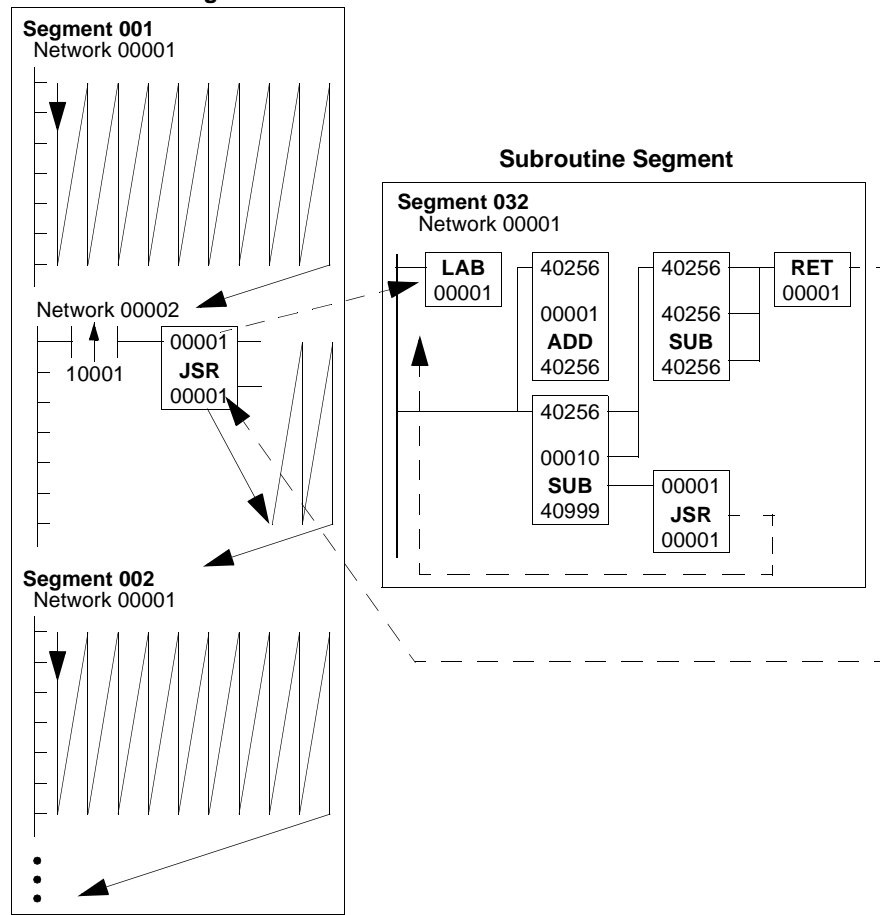 Segment 001
Network 00001
Network 00002
10001
00001
JSR
00001
Segment 002
Network 00001
Subroutine Segment
Segment 032
Network 00001
LAB
00001
40256
00001
ADD
40256
40256
40256
SUB
40256
RET
00001
40256
00010
SUB
40999
00001
JSR
00001